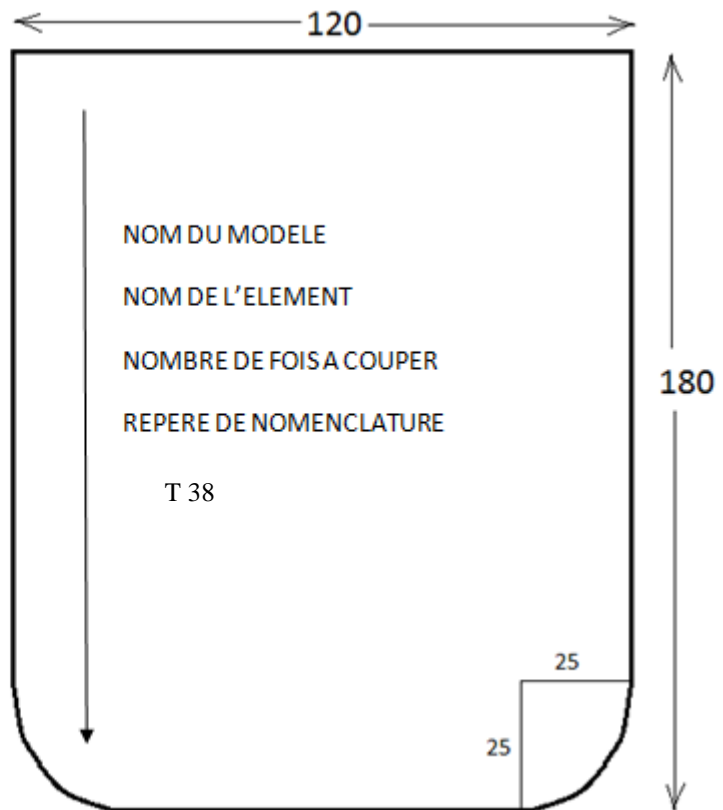 120
NOM DU MODELE
NOM DE L’ELEMENT
180
NOMBRE DE FOIS A COUPER
REPERE DE NOMENCLATURE
T 38
25
25